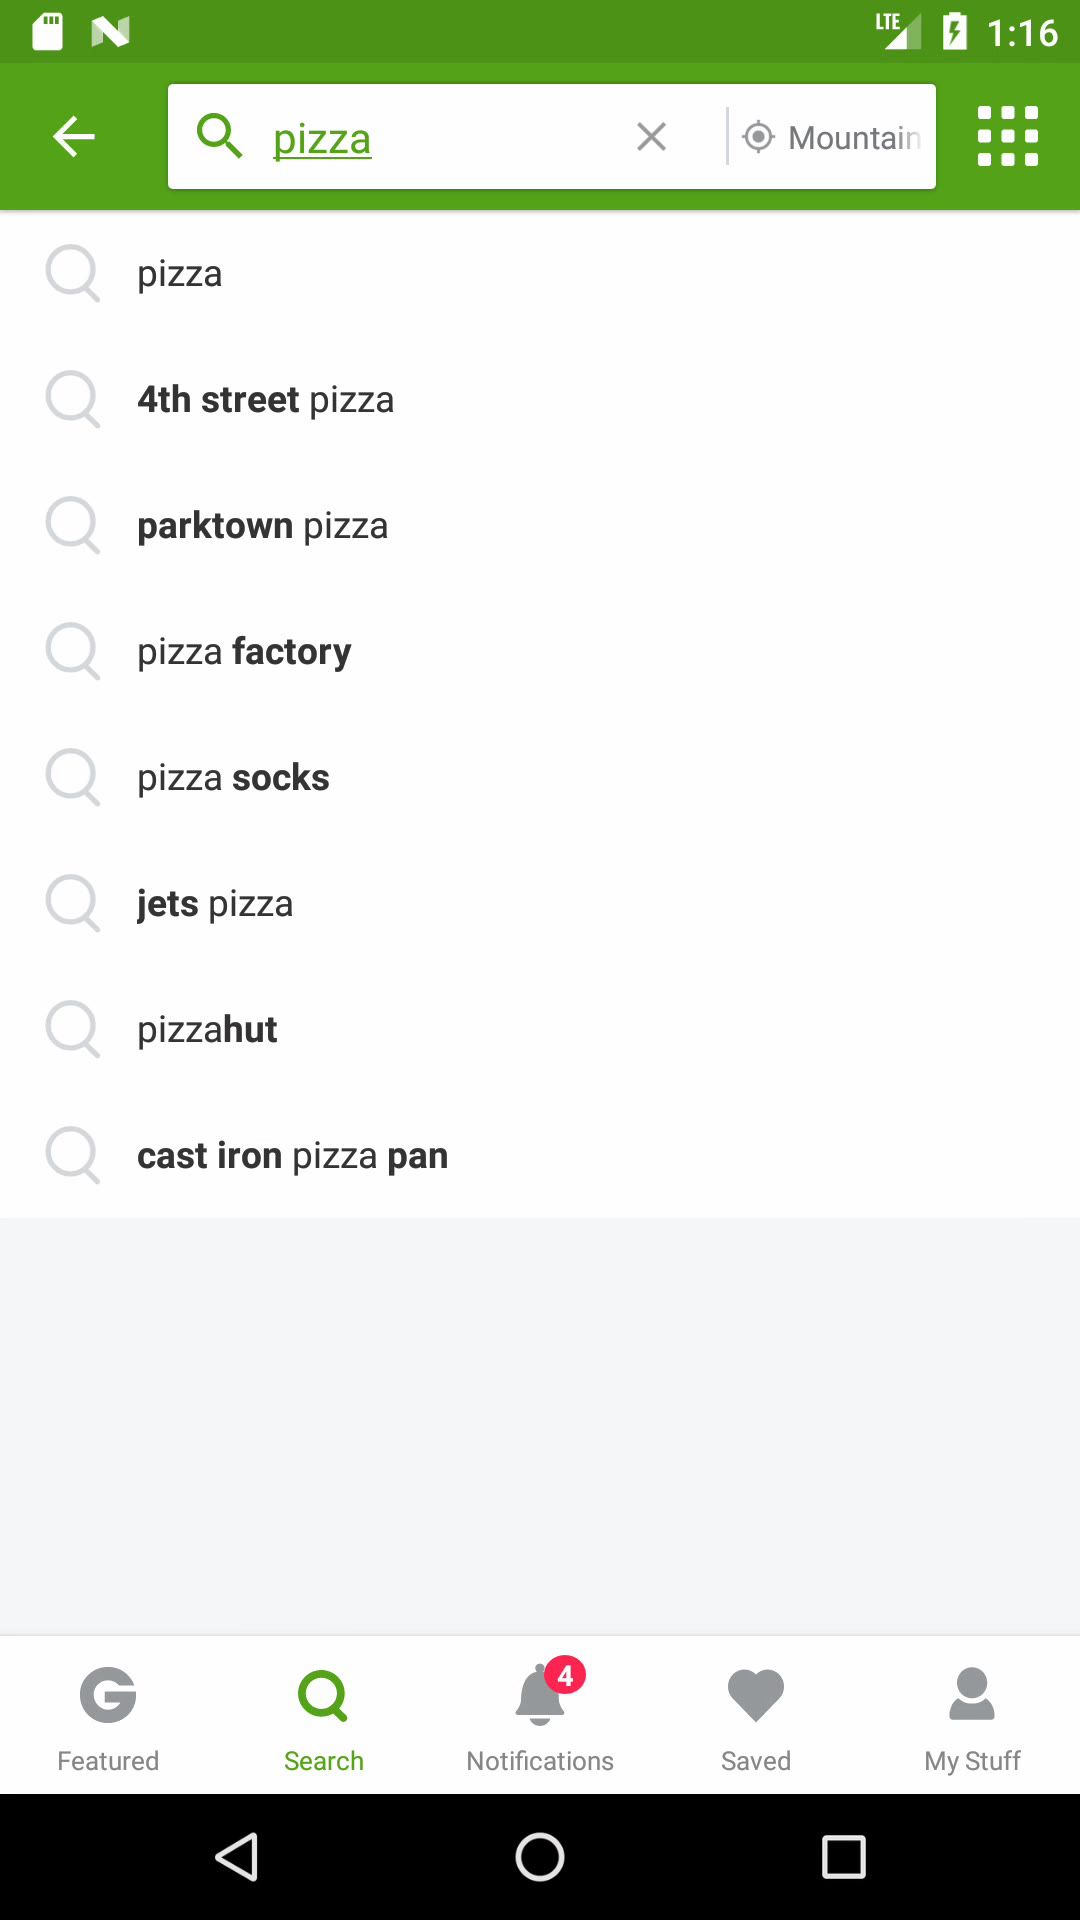 LTE 1:16
pizza Mountain
pizza
4th street pizza
parktown pizza
pizza factory
pizza socks
jets pizza
pizzahut
cast iron pizza pan
4
Featured Search Notifications Saved My Stuff